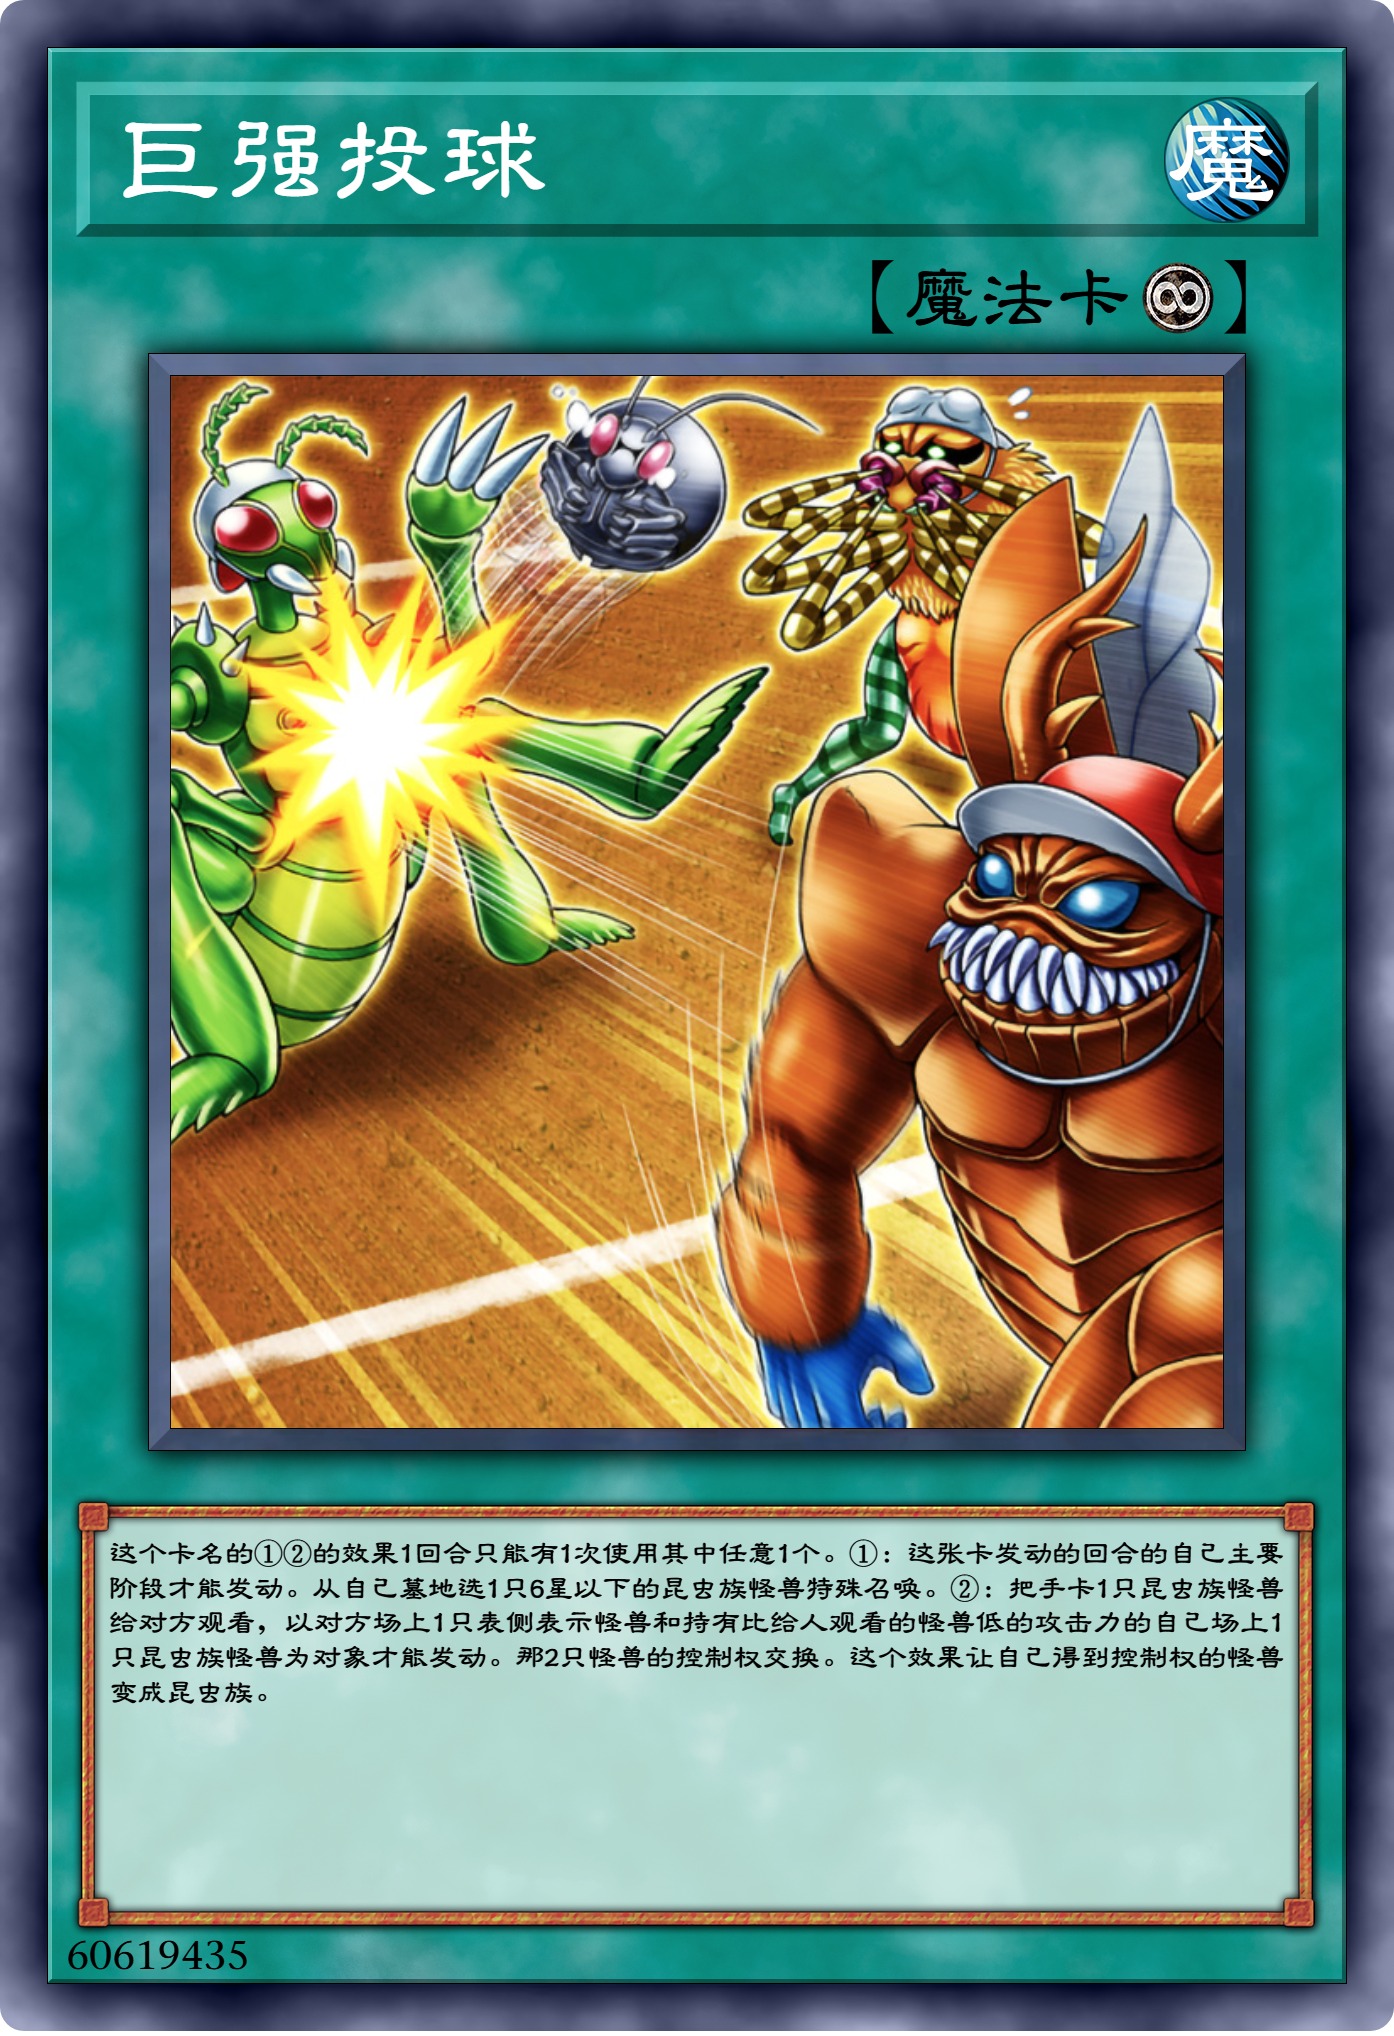 巨强投球
魔
【魔法卡】
这个卡名的①②的效果1回合只能有1次使用其中任意1个。①：这张卡发动的回合的自己主要
阶段才能发动。从自己墓地选1只6星以下的昆虫族怪兽特殊召唤。②：把手卡1只昆虫族怪兽
给对方观看，以对方场上1只表侧表示怪兽和持有比给人观看的怪兽低的攻击力的自己场上1
只昆虫族怪兽为对象才能发动。那2只怪兽的控制权交换。这个效果让自己得到控制权的怪兽
变成昆虫族。
60619435